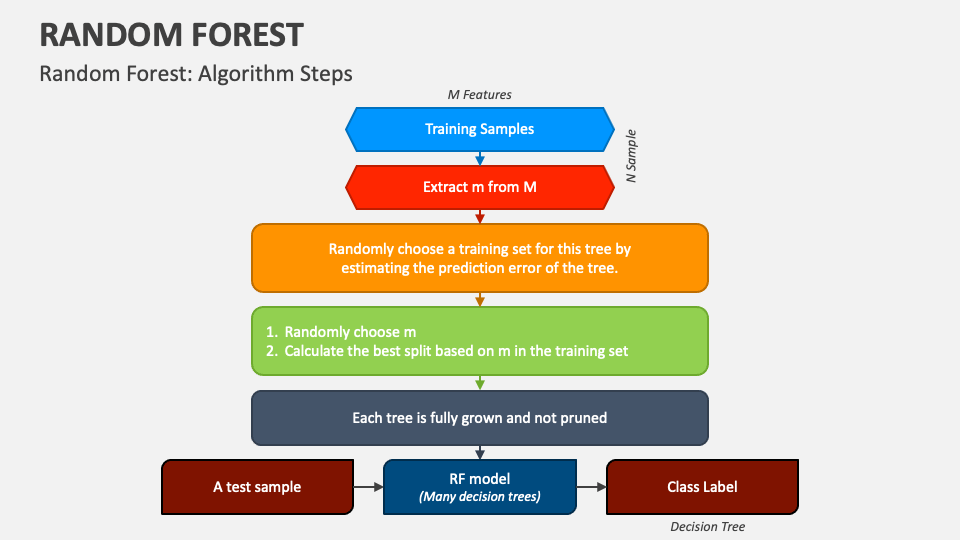 RANDOM FOREST
Random Forest: Algorithm Steps
M Features
Training Samples
N Sample
Extract m from M
Randomly choose a training set for this tree by
estimating the prediction error of the tree.
1. Randomly choose m
2. Calculate the best split based on m in the training set
Each tree is fully grown and not pruned
A test sample
RF model
(Many decision trees)
Class Label
Decision Tree